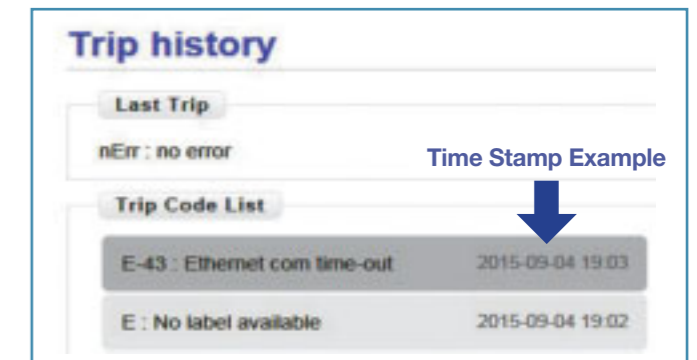 Trip history
Last Trip
nErr : no error
Time Stamp Example
Trip Code List
E-43 : Ethernet com time-out 2015-09-04 19:03
E : No label available 2015-09-04 19:02